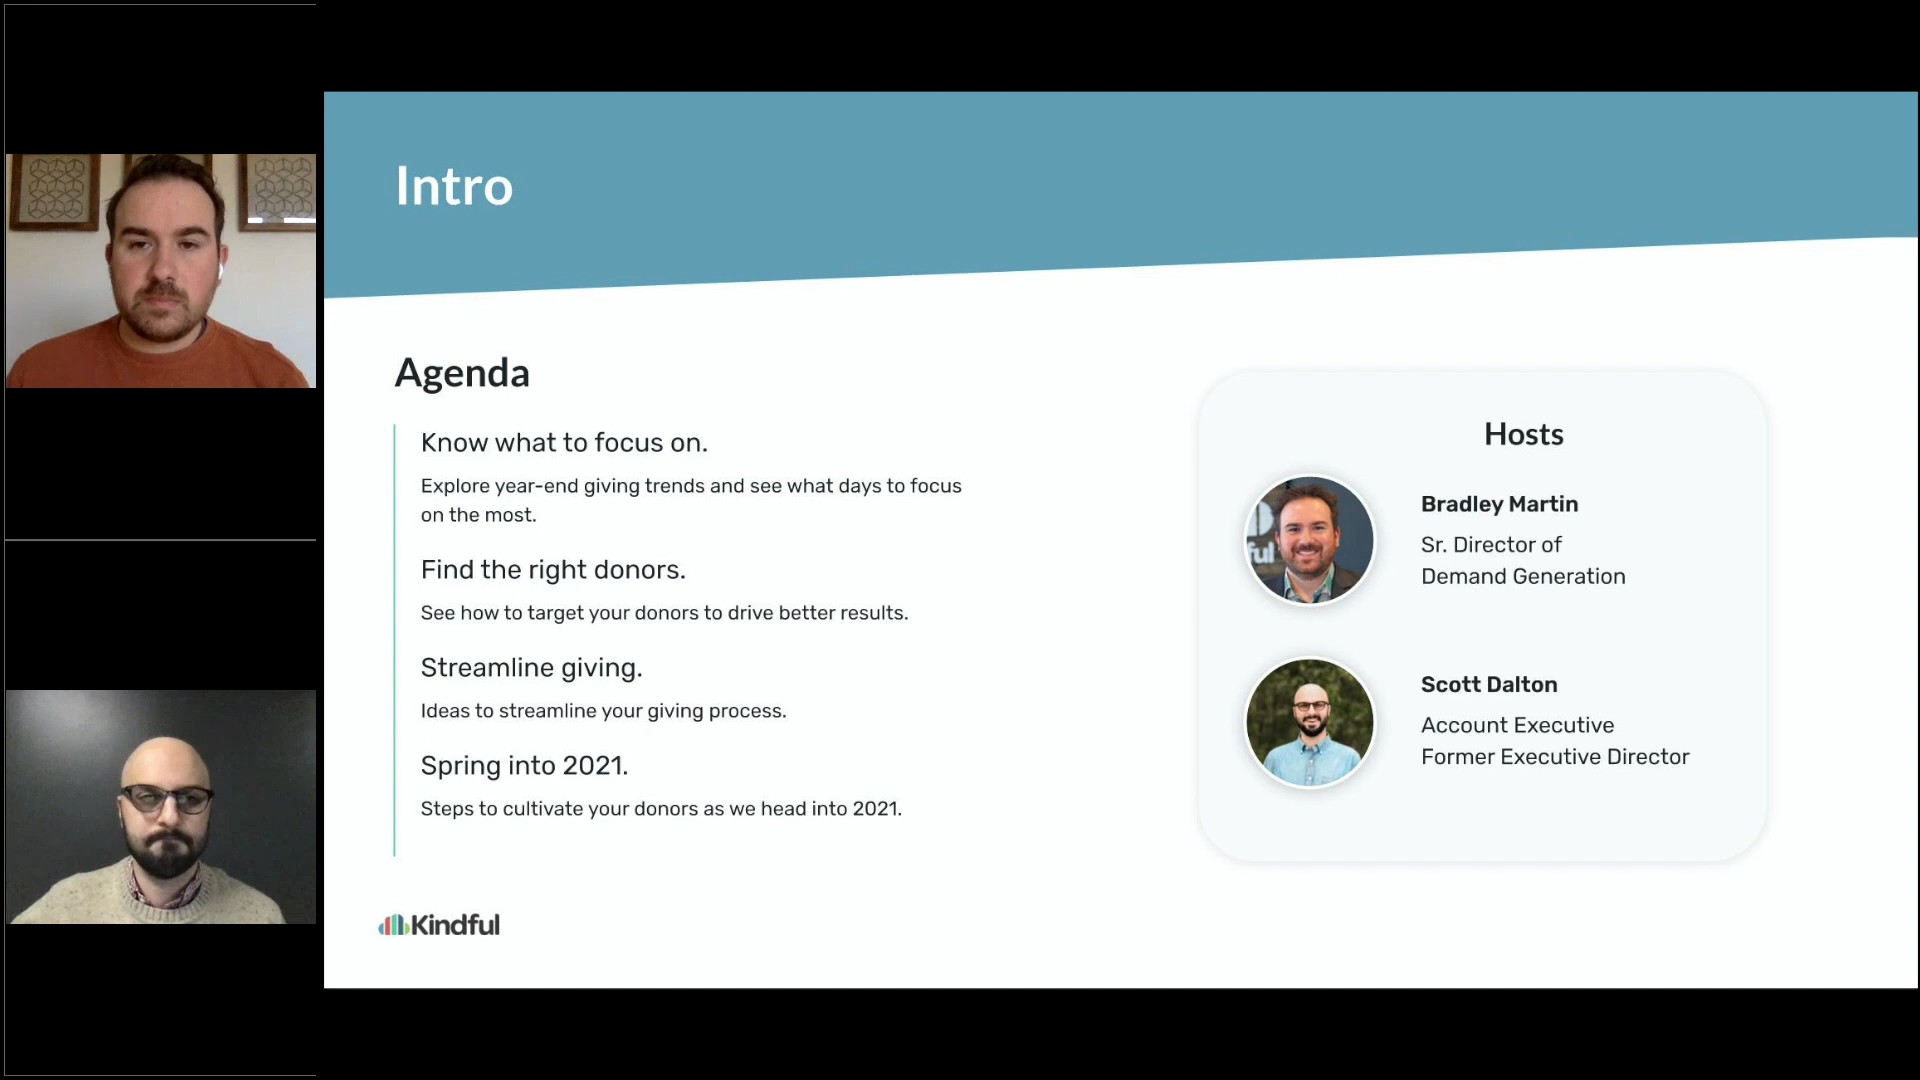 Intro
Agenda
Know what to focus on.
Explore year-end giving trends and see what days to focus
on the most.
Find the right donors.
See how to target your donors to drive better results.
Streamline giving.
Ideas to streamline your giving process.
Spring into 2021.
Steps to cultivate your donors as we head into 2021.
Kindful
Hosts
Bradley Martin
Sr. Director of
Demand Generation
Scott Dalton
Account Executive
Former Executive Director
ful